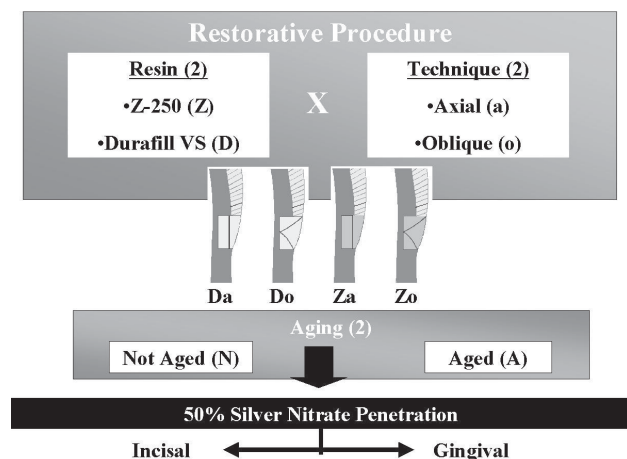 Restorative Procedure
Resin (2)
•Z-250 (Z)
•Durafill VS (D)
X
Technique (2)
•Axial (a)
•Oblique (o)
Da Do Za Zo
Aging (2)
Not Aged (N) Aged (A)
50% Silver Nitrate Penetration
Incisal Gingival